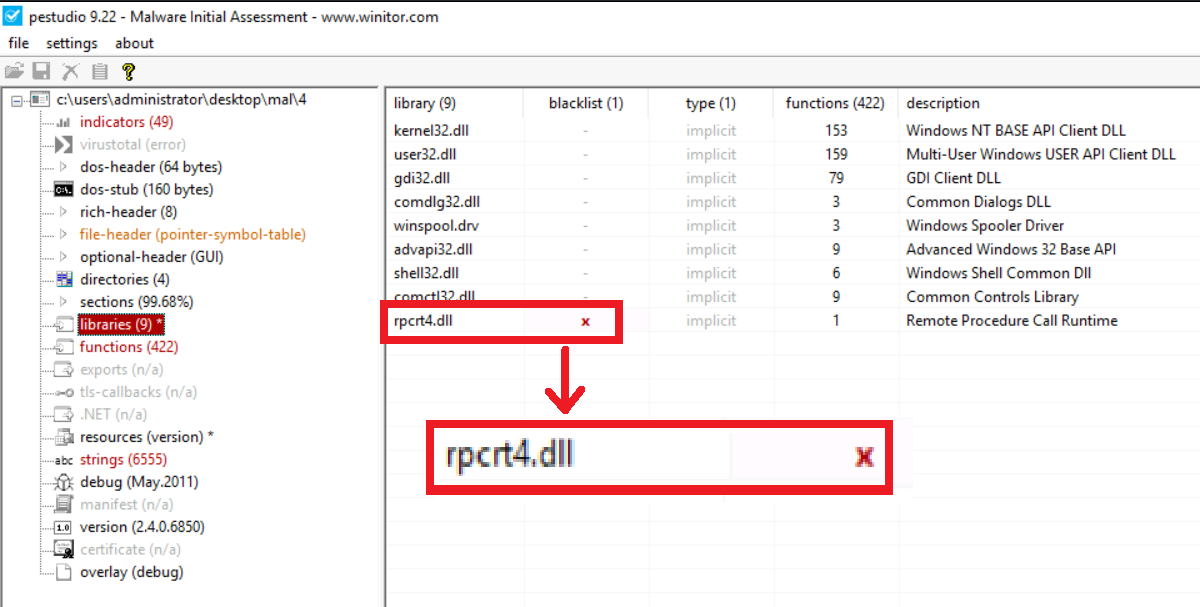 pestudio 9.22 - Malware Initial Assessment - www.winitor.com
file settings about
c:\users\administrator\desktop\mal\4
indicators (49)
virustotal (error)
dos-header (64 bytes)
dos-stub (160 bytes)
rich-header (8)
file-header (pointer-symbol-table)
optional-header (GUI)
directories (4)
sections (99.68%)
libraries (9) *
functions (422)
exports (n/a)
tls-callbacks (n/a)
.NET (n/a)
resources (version) *
abc strings (6555)
debug (May.2011)
manifest (n/a)
1.0 version (2.4.0.6850)
certificate (n/a)
overlay (debug)
library (9) blacklist (1) type (1) functions (422) description
kernel32.dll - implicit 153 Windows NT BASE API Client DLL
user32.dll - implicit 159 Multi-User Windows USER API Client DLL
gdi32.dll - implicit 79 GDI Client DLL
comdlg32.dll - implicit 3 Common Dialogs DLL
winspool.drv - implicit 3 Windows Spooler Driver
advapi32.dll - implicit 9 Advanced Windows 32 Base API
shell32.dll - implicit 6 Windows Shell Common Dll
comctl32.dll - implicit 9 Common Controls Library
rpcrt4.dll x implicit 1 Remote Procedure Call Runtime
rpcrt4.dll x